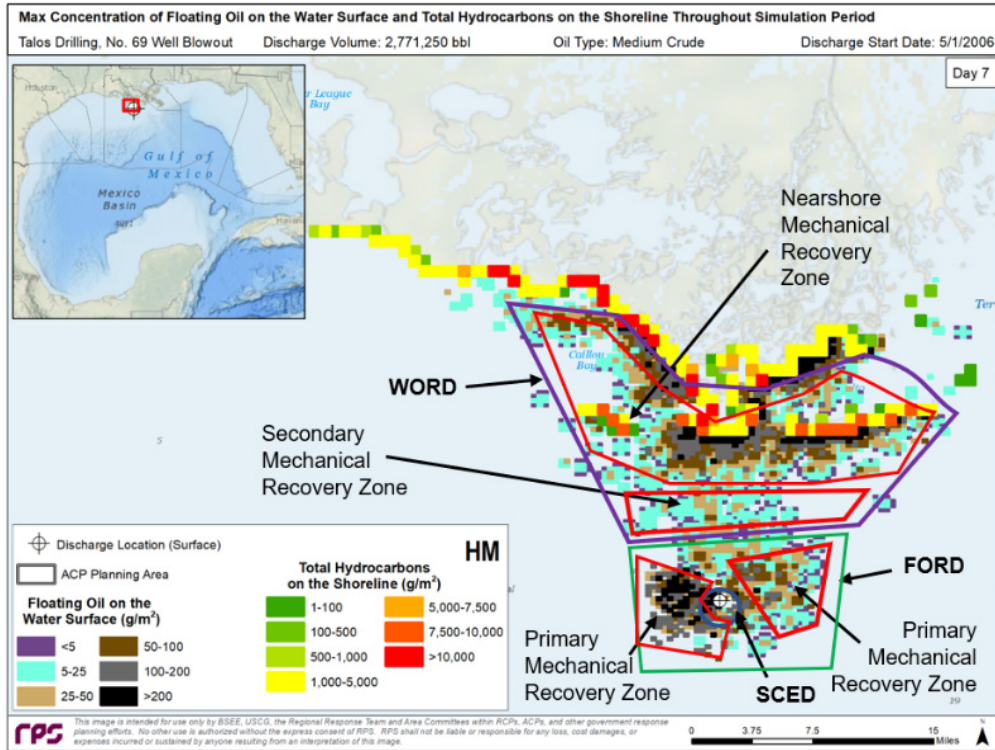 Max Concentration of Floating Oil on the Water Surface and Total Hydrocarbons on the Shoreline Throughout Simulation Period
Talos Drilling, No. 69 Well Blowout Discharge Volume: 2,771,250 bbl Oil Type: Medium Crude Discharge Start Date: 5/1/2006
Day 7
Houston
Gulf of
Mexico
Mexico
Basin
Havana
League
Bay
Nearshore
Mechanical
Recovery
Zone
Ter
Caillou
Bay
WORD
Secondary
Mechanical
Recovery Zone
5
FORD
Primary
Mechanical
Recovery Zone
SCED
Primary
Mechanical
Recovery Zone
19
Discharge Location (Surface)
ACP Planning Area
HM
Floating Oil on the
Water Surface (g/m²)
<5
5-25
25-50
50-100
100-200
>200
Total Hydrocarbons
on the Shoreline (g/m²)
1-100
100-500
500-1,000
1,000-5,000
5,000-7,500
7,500-10,000
>10,000
RPS
This image is intended for use only by BSEE, USCG, the Regional Response Team and Area Committees within RCPs, ACPs, and other government response
planning efforts. No other use is authorized without the express consent of RPS. RPS shall not be liable or responsible for any loss, cost damages, or
expenses incurred or sustained by anyone resulting from an interpretation of this image.
0 3.75 7.5 15
Miles
N